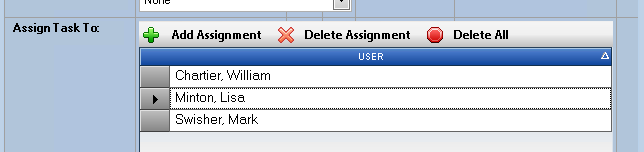 None
Assign Task To:
Add Assignment Delete Assignment Delete All
USER
Chartier, William
Minton, Lisa
Swisher, Mark